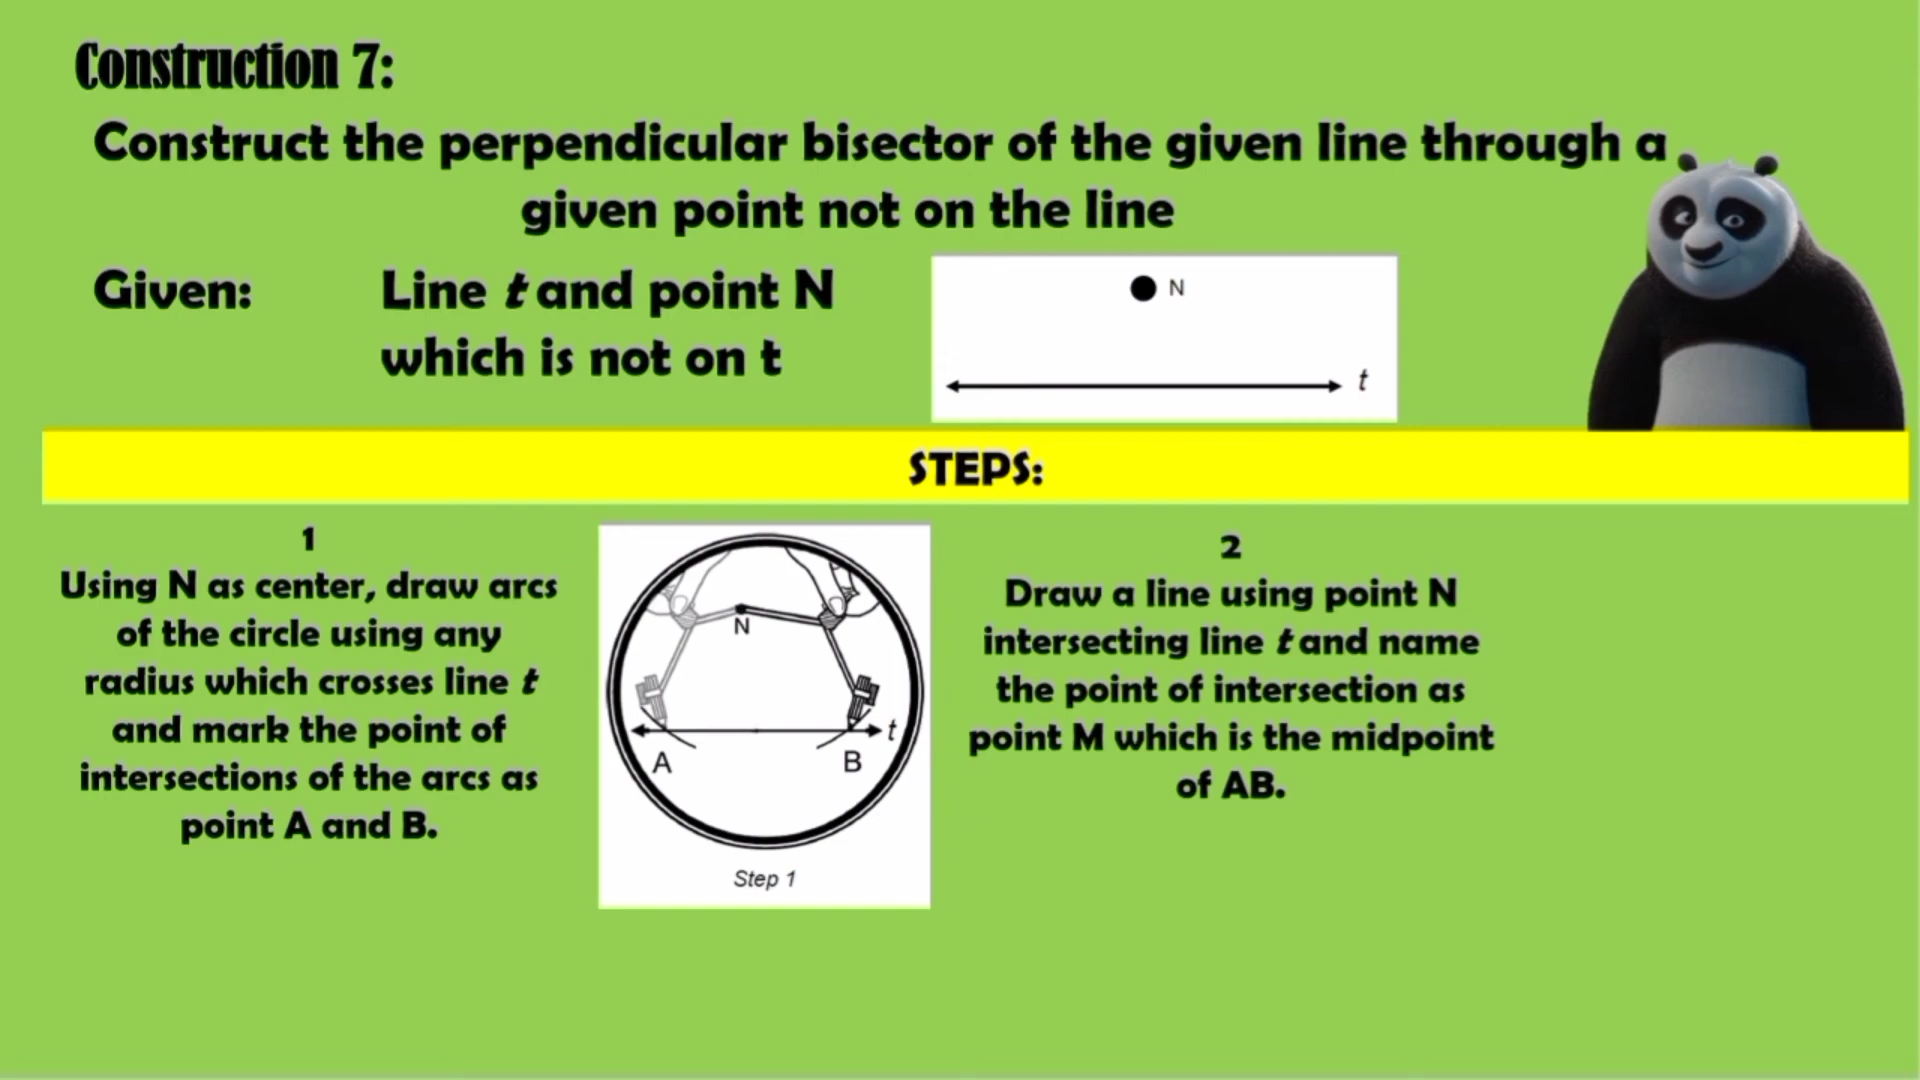 Construction 7:
Construct the perpendicular bisector of the given line through a
given point not on the line
Given: Line t and point N
which is not on t
N
t
STEPS:
1
Using N as center, draw arcs
of the circle using any
radius which crosses line t
and mark the point of
intersections of the arcs as
point A and B.
N
t
A B
Step 1
2
Draw a line using point N
intersecting line t and name
the point of intersection as
point M which is the midpoint
of AB.